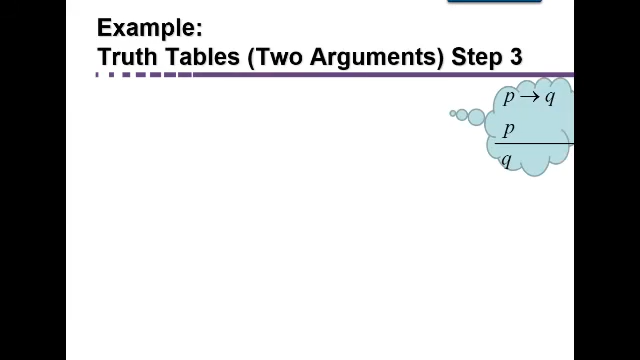 Example:
Truth Tables (Two Arguments) Step 3
p → q
p
q